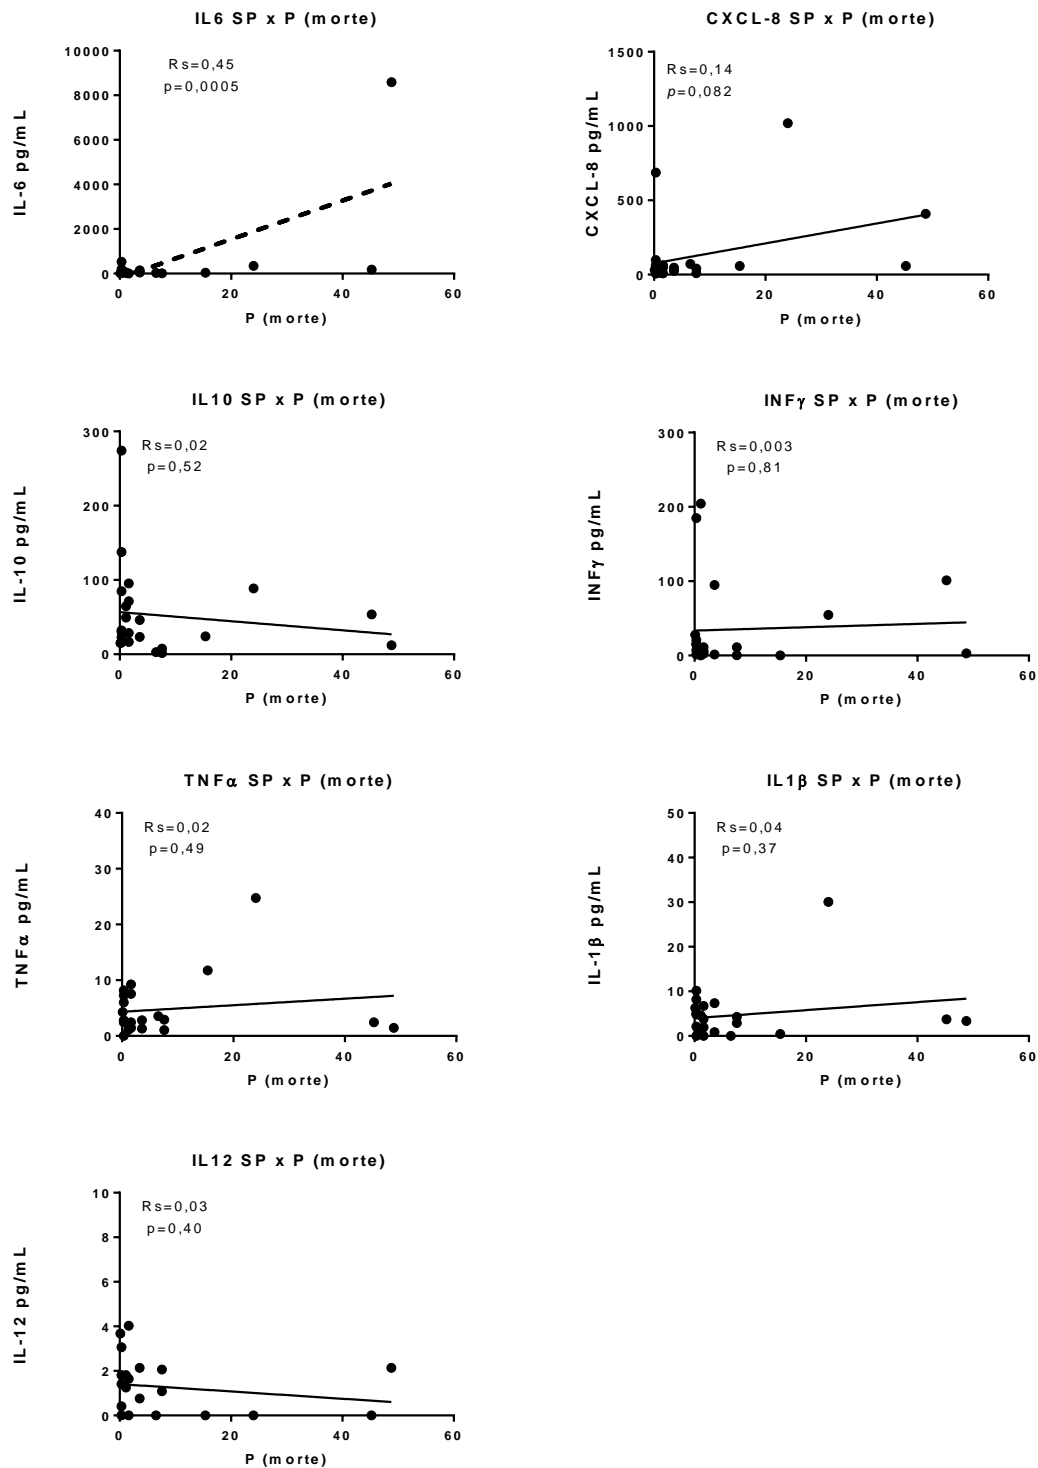 IL6 SP x P (morte)
Rs=0,45
p=0,0005
IL-6 pg/mL
10000
8000
6000
4000
2000
0
0 20 40 60
P (morte)
CXCL-8 SP x P (morte)
Rs=0,14
p=0,082
CXCL-8 pg/mL
1500
1000
500
0
0 20 40 60
P (morte)
IL10 SP x P (morte)
Rs=0,02
p=0,52
IL-10 pg/mL
300
200
100
0
0 20 40 60
P (morte)
INFγ SP x P (morte)
Rs=0,003
p=0,81
INFγ pg/mL
300
200
100
0
0 20 40 60
P (morte)
TNFα SP x P (morte)
Rs=0,02
p=0,49
TNFα pg/mL
40
30
20
10
0
0 20 40 60
P (morte)
IL1β SP x P (morte)
Rs=0,04
p=0,37
IL-1β pg/mL
50
40
30
20
10
0
0 20 40 60
P (morte)
IL12 SP x P (morte)
Rs=0,03
p=0,40
IL-12 pg/mL
10
8
6
4
2
0
0 20 40 60
P (morte)